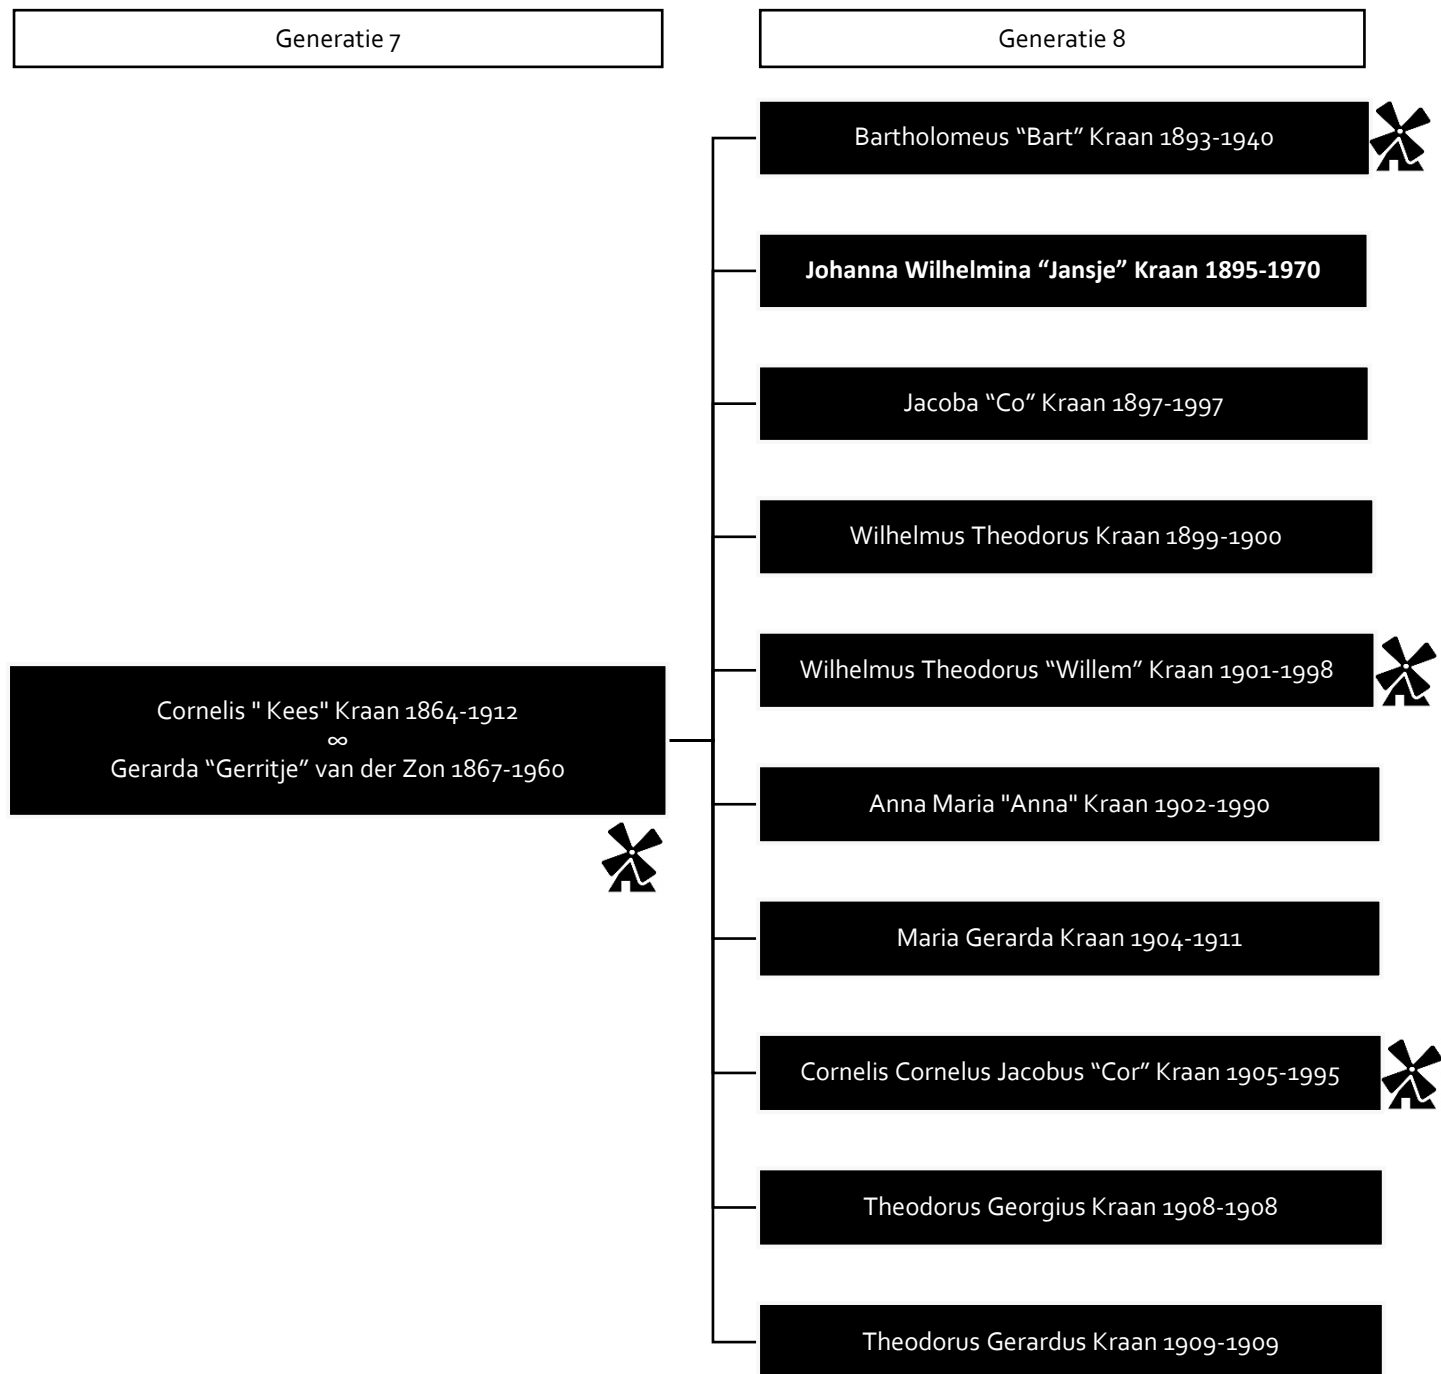 Generatie 7
Generatie 8
Bartholomeus “Bart” Kraan 1893-1940
Johanna Wilhelmina “Jansje” Kraan 1895-1970
Jacoba “Co” Kraan 1897-1997
Wilhelmus Theodorus Kraan 1899-1900
Wilhelmus Theodorus “Willem” Kraan 1901-1998
Cornelis " Kees" Kraan 1864-1912
∞
Gerarda “Gerritje” van der Zon 1867-1960
Anna Maria "Anna" Kraan 1902-1990
Maria Gerarda Kraan 1904-1911
Cornelis Cornelus Jacobus “Cor” Kraan 1905-1995
Theodorus Georgius Kraan 1908-1908
Theodorus Gerardus Kraan 1909-1909